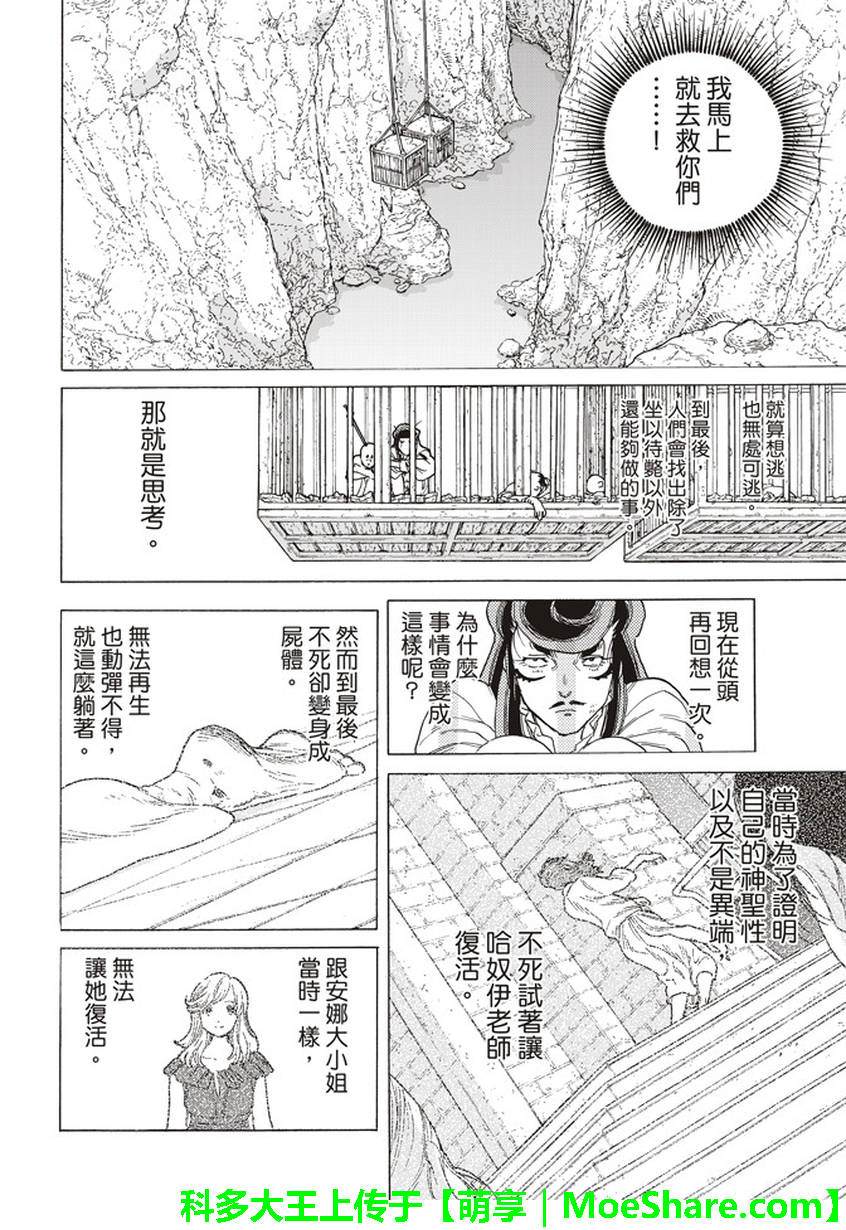 我馬上
就去救你們
……！
就算想逃
也無處可逃。
到最後，
人們會找出除了
坐以待斃以外
還能夠做的事。
那就是思考。
現在從頭
再回想一次。
為什麼
事情會變成
這樣呢？
當時為了證明
自己的神聖性
以及不是異端，
不死試著讓
哈奴伊老師
復活。
然而到最後
不死卻變身成
屍體。
無法再生
也動彈不得，
就這麼躺著。
跟安娜大小姐
當時一樣，
無法
讓她復活。
科多大王上传于【萌享｜MoeShare.com】